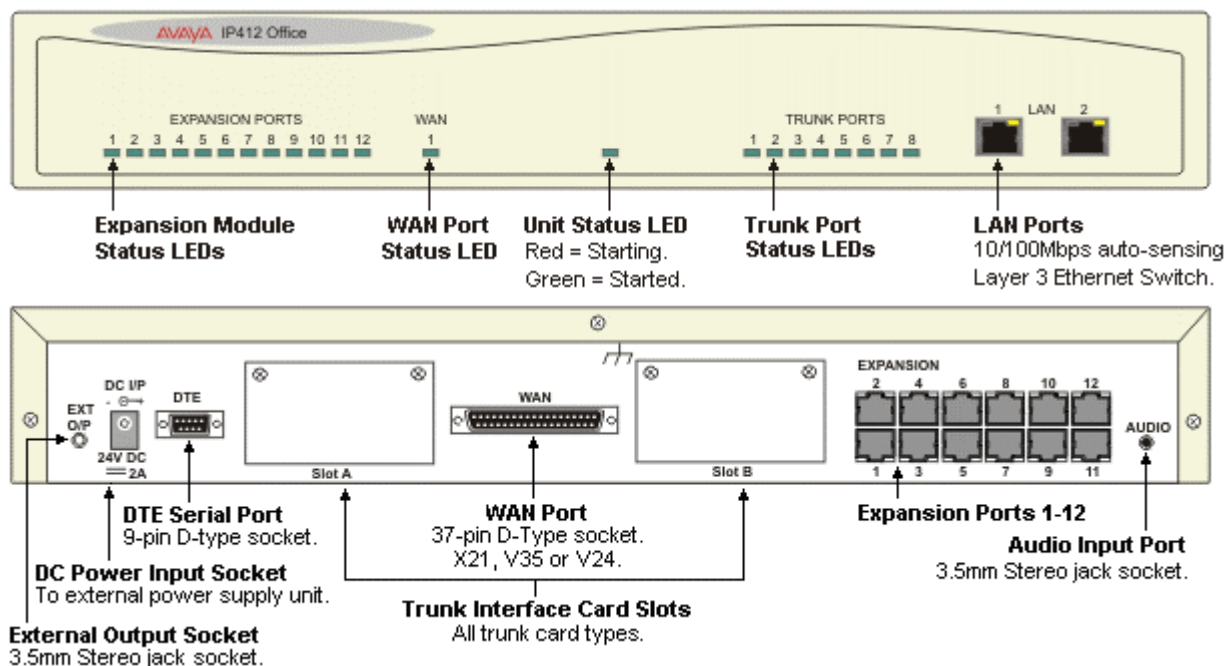 AVAYA IP412 Office
EXPANSION PORTS
1 2 3 4 5 6 7 8 9 10 11 12
WAN
1
TRUNK PORTS
1 2 3 4 5 6 7 8
1 LAN 2
Expansion Module
Status LEDs
WAN Port
Status LED
Unit Status LED
Red = Starting.
Green = Started.
Trunk Port
Status LEDs
LAN Ports
10/100Mbps auto-sensing
Layer 3 Ethernet Switch.
EXT
O/P
DC I/P
- +
24V DC
2A
DTE
Slot A
WAN
Slot B
EXPANSION
2 4 6 8 10 12
1 3 5 7 9 11
AUDIO
DTE Serial Port
9-pin D-type socket.
WAN Port
37-pin D-Type socket.
X21, V35 or V24.
Expansion Ports 1-12
Audio Input Port
3.5mm Stereo jack socket.
DC Power Input Socket
To external power supply unit.
Trunk Interface Card Slots
All trunk card types.
External Output Socket
3.5mm Stereo jack socket.